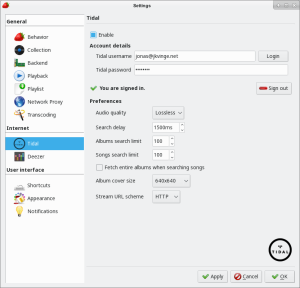 Settings
General
Behavior
Collection
Backend
Playback
Playlist
Network Proxy
Transcoding
Internet
Tidal
Deezer
User interface
Shortcuts
Appearance
Notifications
Tidal
Enable
Account details
Tidal username jonas@jkvinge.net Login
Tidal password •••••••
You are signed in. Sign out
Preferences
Audio quality Lossless
Search delay 1500ms
Albums search limit 100
Songs search limit 100
Fetch entire albums when searching songs
Album cover size 640x640
Stream URL scheme HTTP
TIDAL
Apply Cancel OK